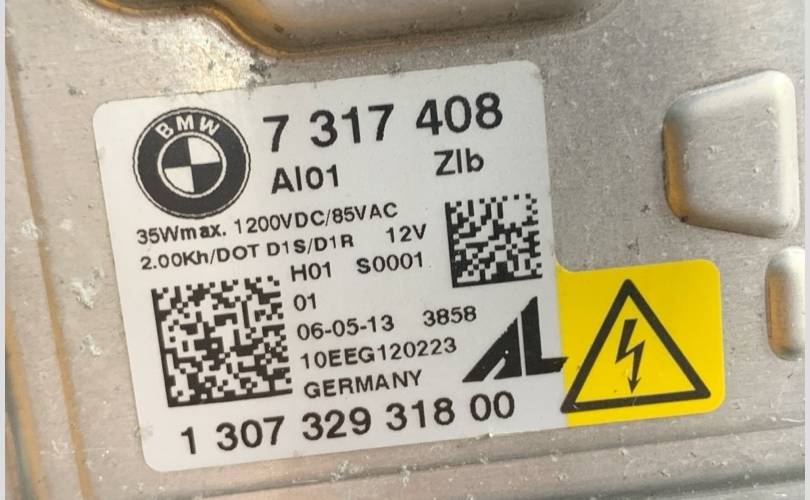 BMW
7 317 408
AI01 ZIb
35Wmax. 1200VDC/85VAC
2.00Kh/DOT D1S/D1R 12V
H01 S0001
01
06-05-13 3858
10EEG120223
GERMANY
AL
1 307 329 318 00